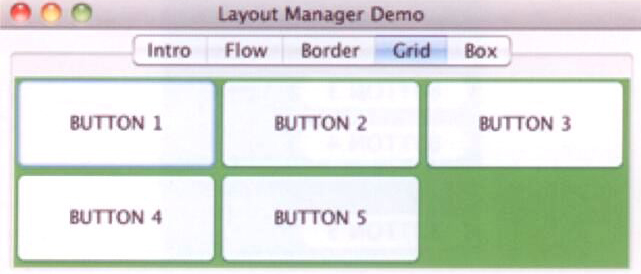 Layout Manager Demo
Intro Flow Border Grid Box
BUTTON 1 BUTTON 2 BUTTON 3
BUTTON 4 BUTTON 5